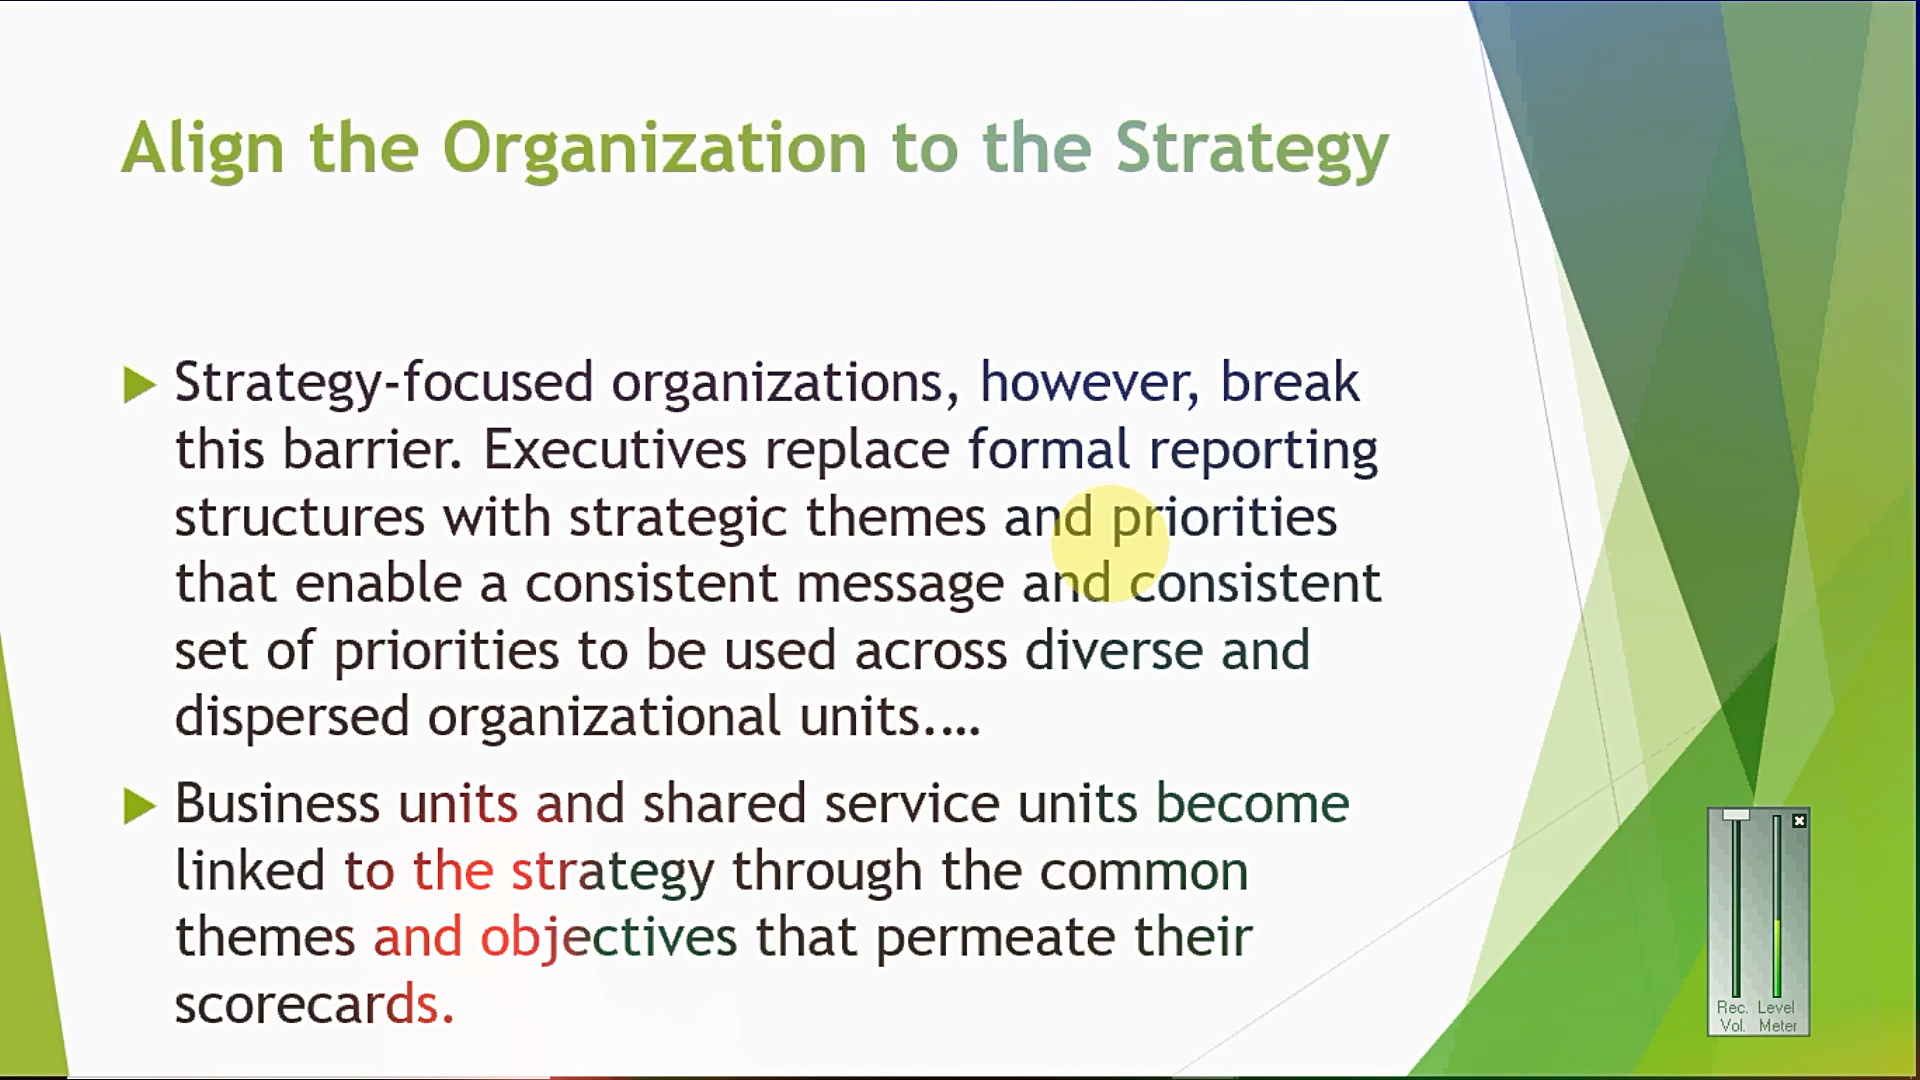 Align the Organization to the Strategy
Strategy-focused organizations, however, break
this barrier. Executives replace formal reporting
structures with strategic themes and priorities
that enable a consistent message and consistent
set of priorities to be used across diverse and
dispersed organizational units.…
Business units and shared service units become
linked to the strategy through the common
themes and objectives that permeate their
scorecards.
Rec. Level
Vol. Meter